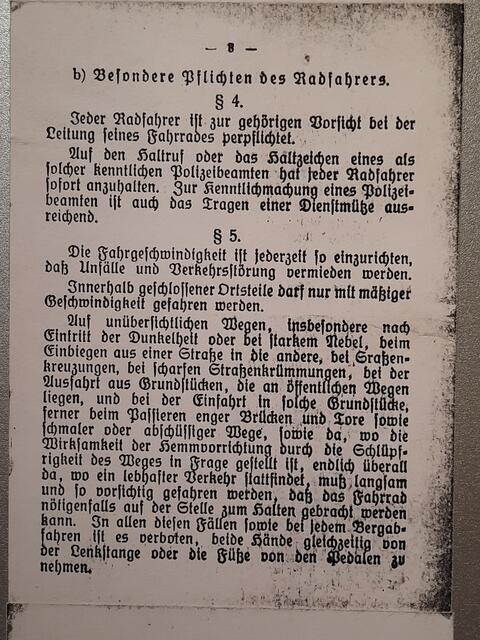 — 8 —
b) Besondere Pflichten des Radfahrers.
§ 4.
Jeder Radfahrer ist zur gehörigen Vorsicht bei der
Leitung seines Fahrrades verpflichtet.
Auf den Haltruf oder das Haltzeichen eines als
solcher kenntlichen Polizeibeamten hat jeder Radfahrer
sofort anzuhalten. Zur Kenntlichmachung eines Polizei-
beamten ist auch das Tragen einer Dienstmütze aus-
reichend.
§ 5.
Die Fahrgeschwindigkeit ist jederzeit so einzurichten,
daß Unfälle und Verkehrsstörung vermieden werden.
Innerhalb geschlossener Ortsteile darf nur mit mäßiger
Geschwindigkeit gefahren werden.
Auf unübersichtlichen Wegen, insbesondere nach
Eintritt der Dunkelheit oder bei starkem Nebel, beim
Einbiegen aus einer Straße in die andere, bei Sraßen-
kreuzungen, bei scharfen Straßenkrümmungen, bei der
Ausfahrt aus Grundstücken, die an öffentlichen Wegen
liegen, und bei der Einfahrt in solche Grundstücke,
ferner beim Passieren enger Brücken und Tore sowie
schmaler oder abschüssiger Wege, sowie da, wo die
Wirksamkeit der Hemmvorrichtung durch die Schlüpf-
rigkeit des Weges in Frage gestellt ist, endlich überall
da, wo ein lebhafter Verkehr stattfindet, muß langsam
und so vorsichtig gefahren werden, daß das Fahrrad
nötigenfalls auf der Stelle zum Halten gebracht werden
kann. In allen diesen Fällen sowie bei jedem Bergab-
fahren ist es verboten, beide Hände gleichzeitig von
der Lenkstange oder die Füße von den Pedalen zu
nehmen.